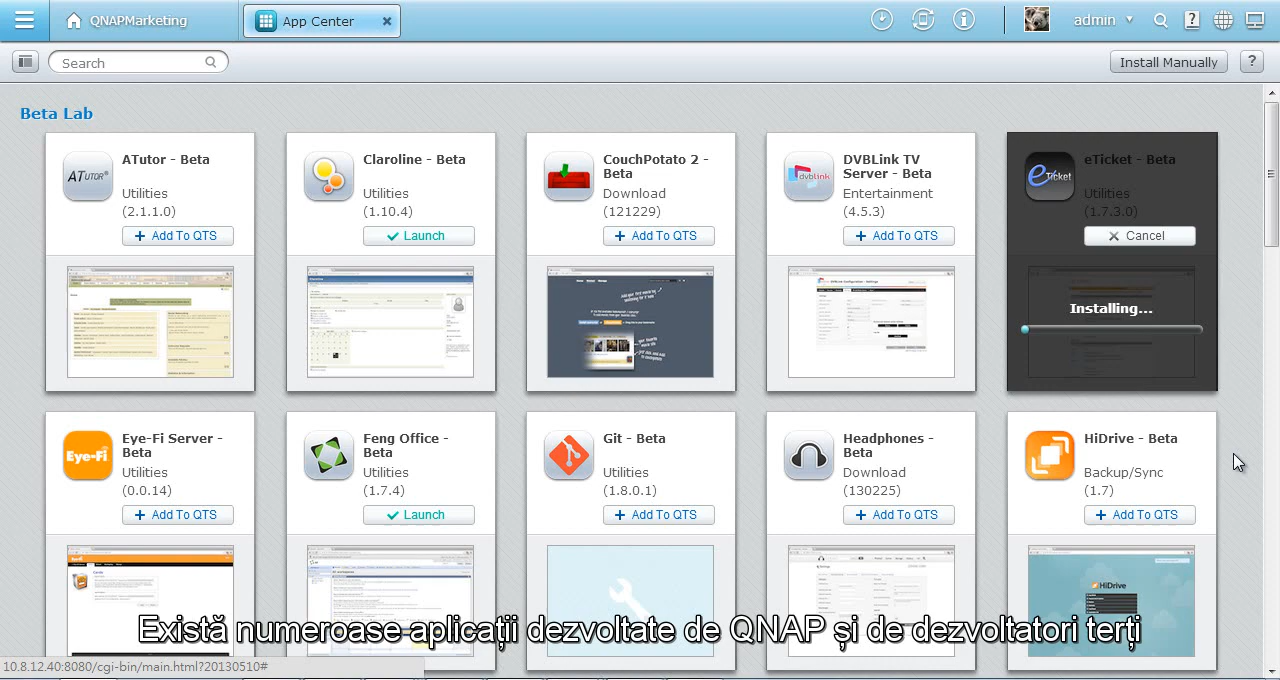 QNAPMarketing
App Center
admin
Search
Install Manually
?
Beta Lab
ATutor - Beta
Utilities
(2.1.1.0)
Add To QTS
Claroline - Beta
Utilities
(1.10.4)
Launch
CouchPotato 2 -
Beta
Download
(121229)
Add To QTS
DVBLink TV
Server - Beta
Entertainment
(4.5.3)
Add To QTS
eTicket - Beta
Utilities
(1.7.3.0)
Cancel
Installing...
ATUTOR®
dvblink
eTicket
Eye-Fi Server -
Beta
Utilities
(0.0.14)
Add To QTS
Feng Office -
Beta
Utilities
(1.7.4)
Launch
Git - Beta
Utilities
(1.8.0.1)
Add To QTS
Headphones -
Beta
Download
(130225)
Add To QTS
HiDrive - Beta
Backup/Sync
(1.7)
Add To QTS
Eye-Fi
HiDrive
Există numeroase aplicații dezvoltate de QNAP și de dezvoltatori terți
10.8.12.40:8080/cgi-bin/main.html?20130510#